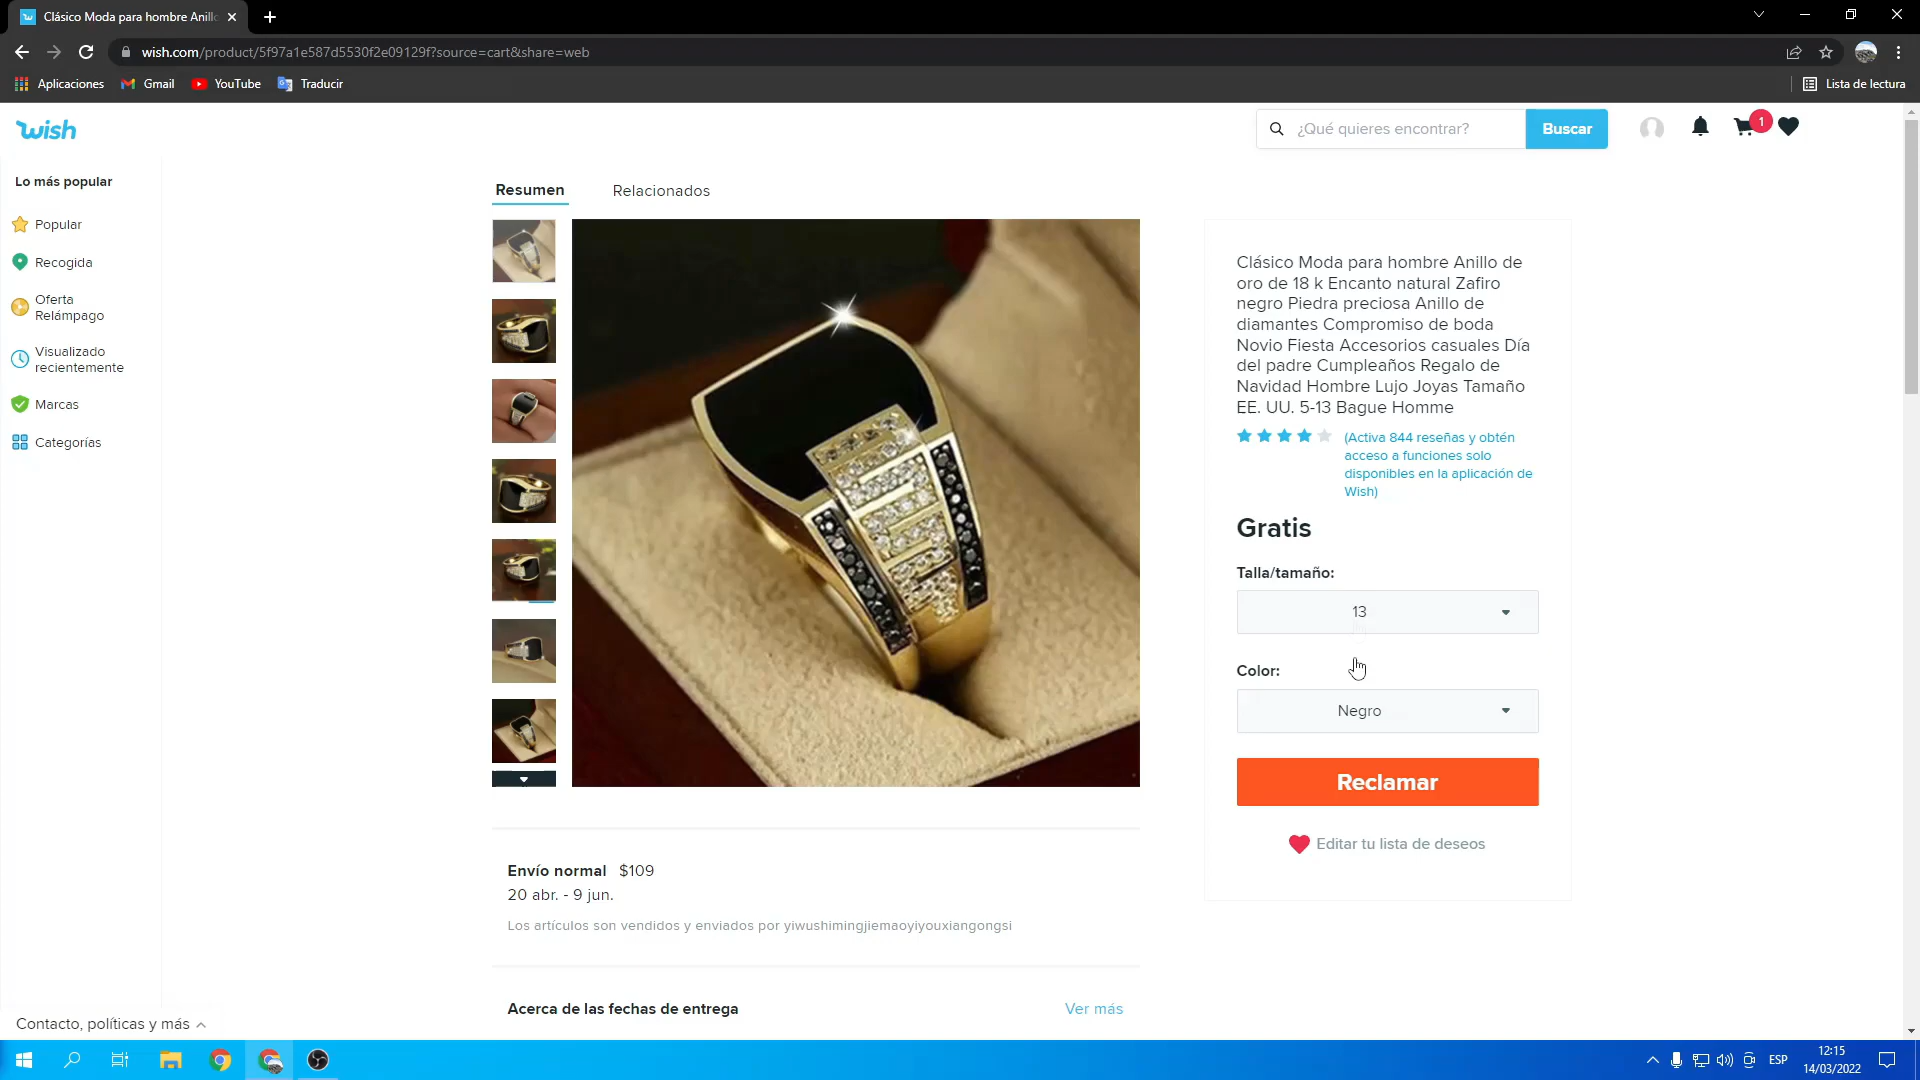 Clásico Moda para hombre Anillo
wish.com/product/5f97a1e587d5530f2e09129f?source=cart&share=web
Aplicaciones
Gmail
YouTube
Traducir
Lista de lectura
wish
¿Qué quieres encontrar?
Buscar
1
Lo más popular
Popular
Recogida
Oferta
Relámpago
Visualizado
recientemente
Marcas
Categorías
Resumen
Relacionados
Clásico Moda para hombre Anillo de
oro de 18 k Encanto natural Zafiro
negro Piedra preciosa Anillo de
diamantes Compromiso de boda
Novio Fiesta Accesorios casuales Día
del padre Cumpleaños Regalo de
Navidad Hombre Lujo Joyas Tamaño
EE. UU. 5-13 Bague Homme
(Activa 844 reseñas y obtén
acceso a funciones solo
disponibles en la aplicación de
Wish)
Gratis
Talla/tamaño:
13
Color:
Negro
Reclamar
Editar tu lista de deseos
Envío normal $109
20 abr. - 9 jun.
Los artículos son vendidos y enviados por yiwushimingjiemaoyiyouxiangongsi
Acerca de las fechas de entrega
Ver más
Contacto, políticas y más
ESP
12:15
14/03/2022